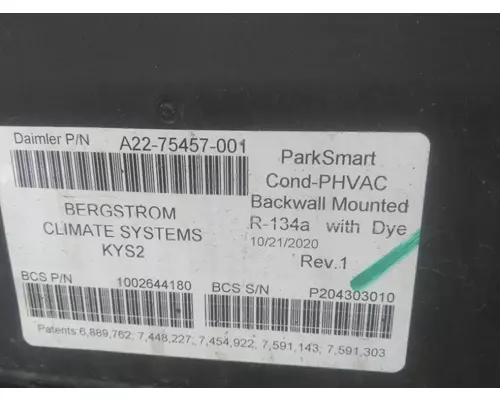 Daimler P/N A22-75457-001
BERGSTROM
CLIMATE SYSTEMS
KYS2
ParkSmart
Cond-PHVAC
Backwall Mounted
R-134a with Dye
10/21/2020
Rev.1
BCS P/N 1002644180
BCS S/N P204303010
Patents:6,889,762; 7,448,227; 7,454,922; 7,591,143; 7,591,303